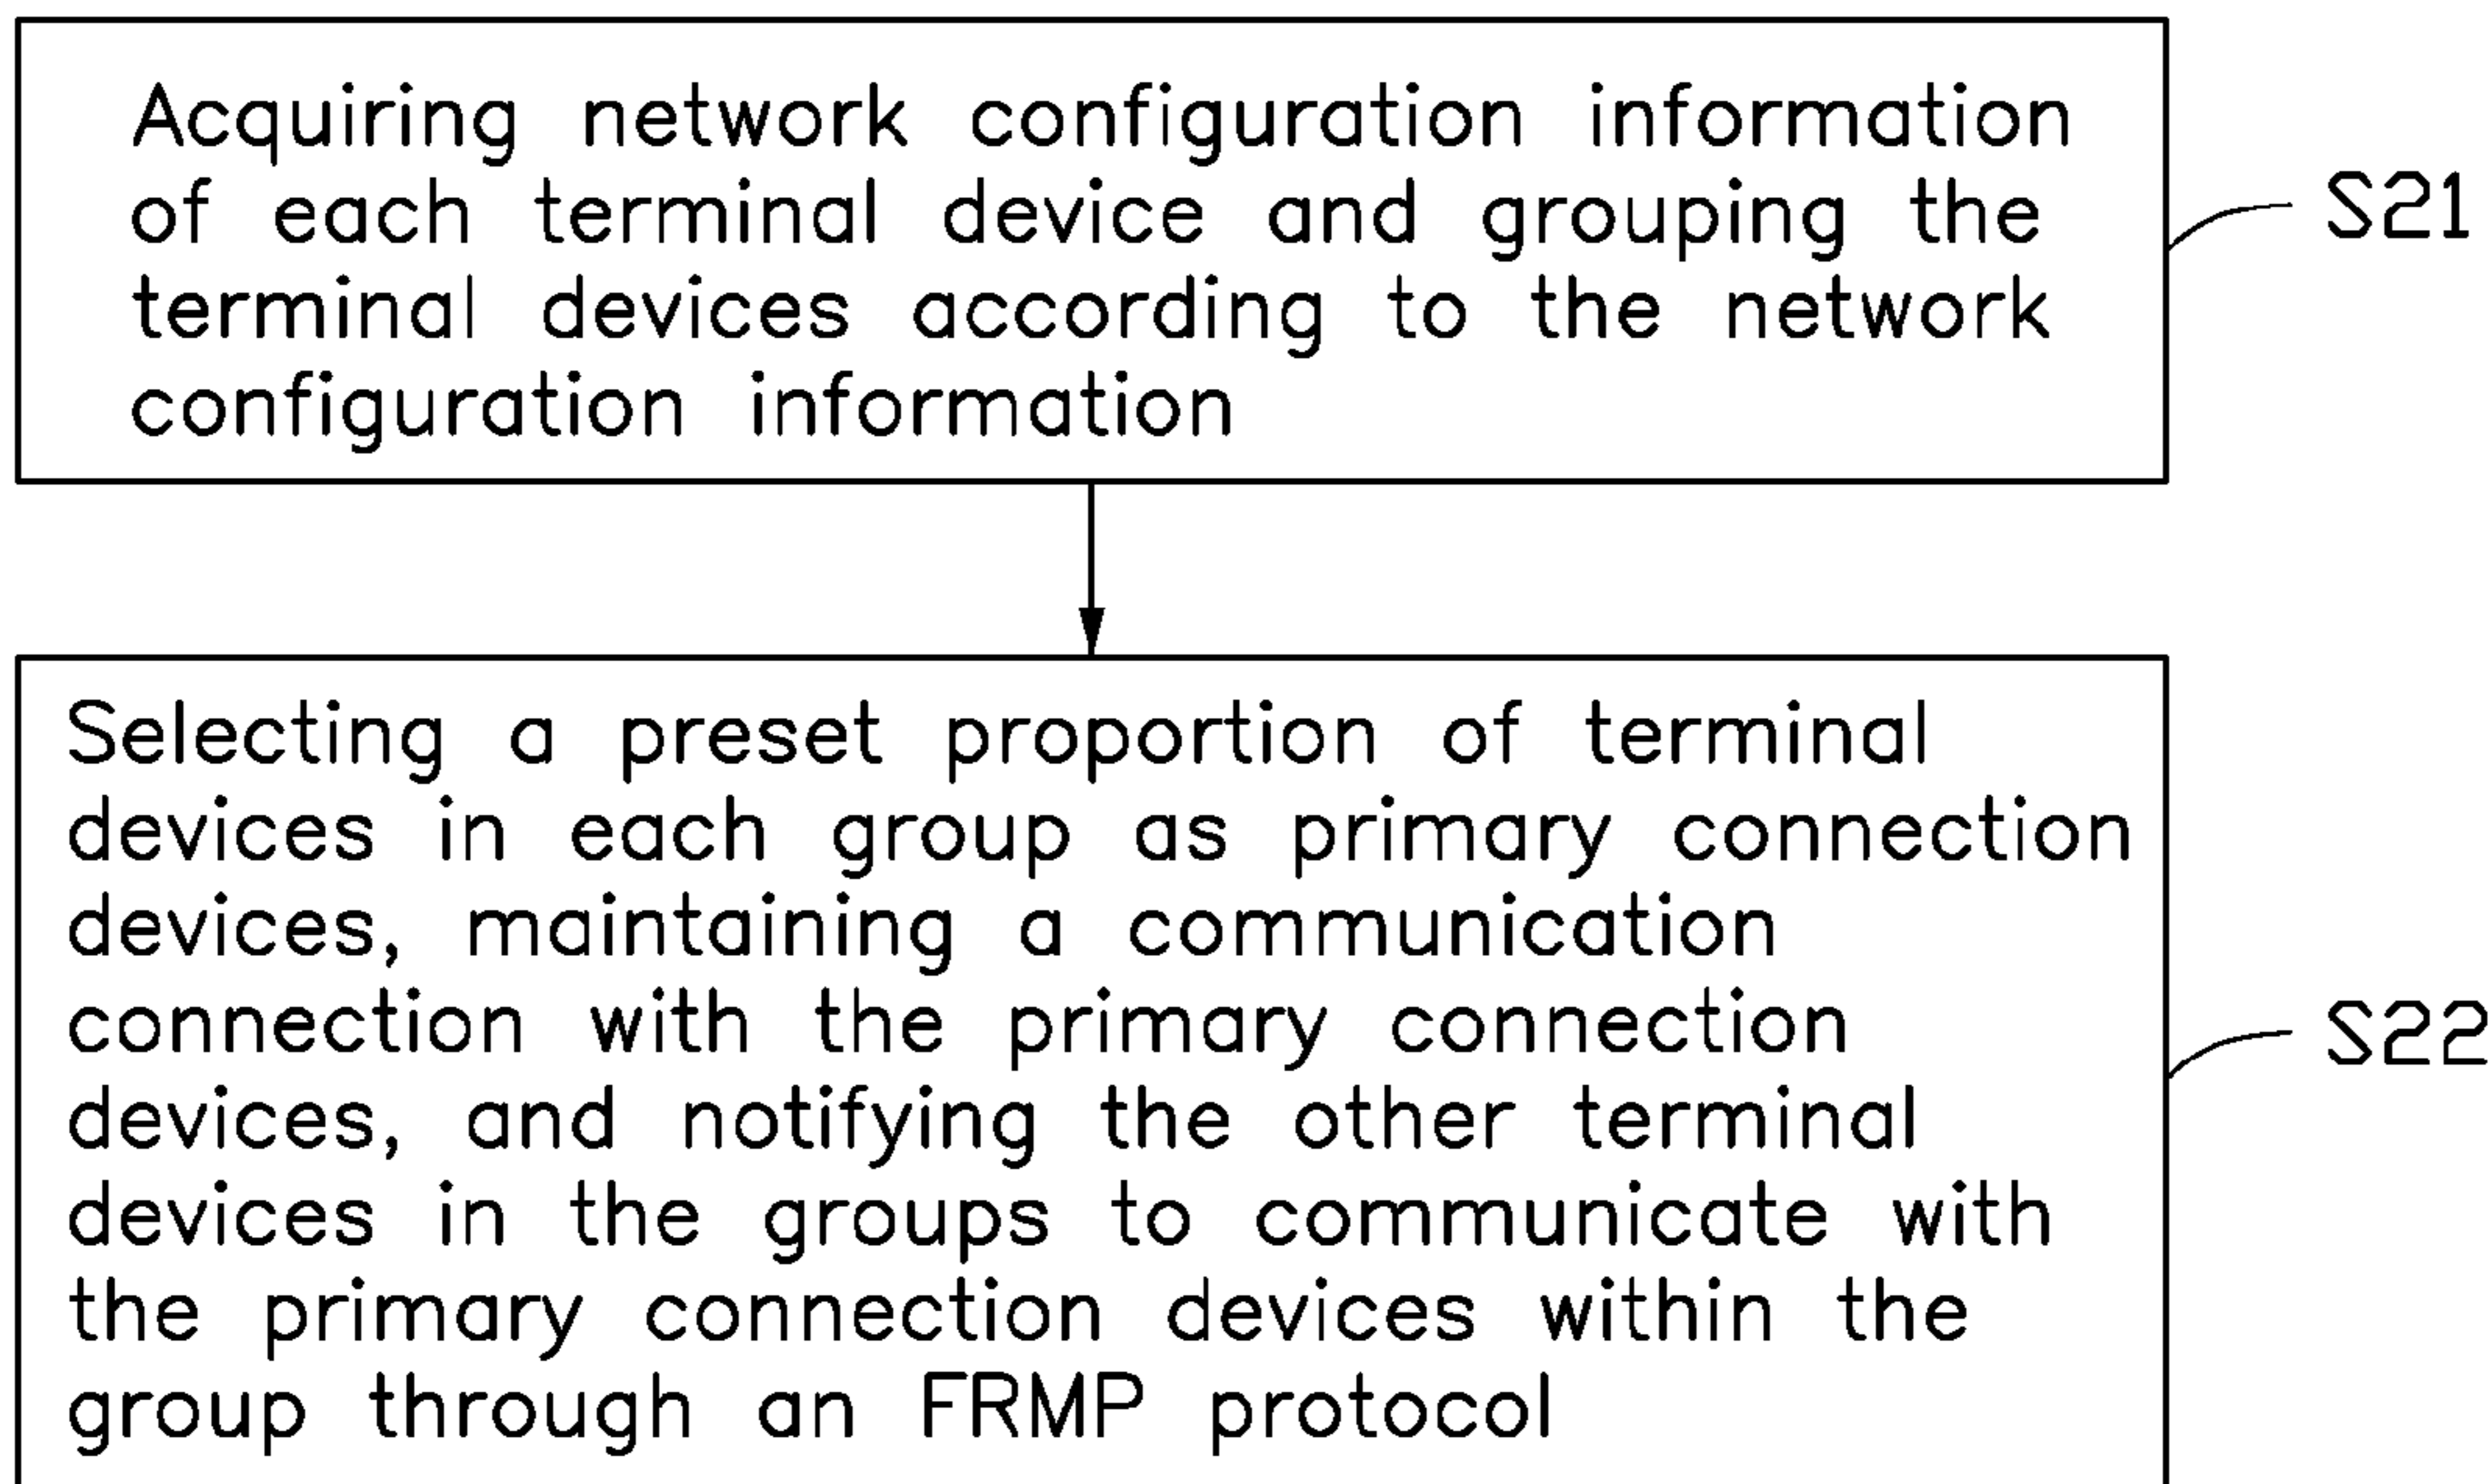 Acquiring network configuration information
of each terminal device and grouping the
terminal devices according to the network
configuration information
S21
Selecting a preset proportion of terminal
devices in each group as primary connection
devices, maintaining a communication
connection with the primary connection
devices, and notifying the other terminal
devices in the groups to communicate with
the primary connection devices within the
group through an FRMP protocol
S22